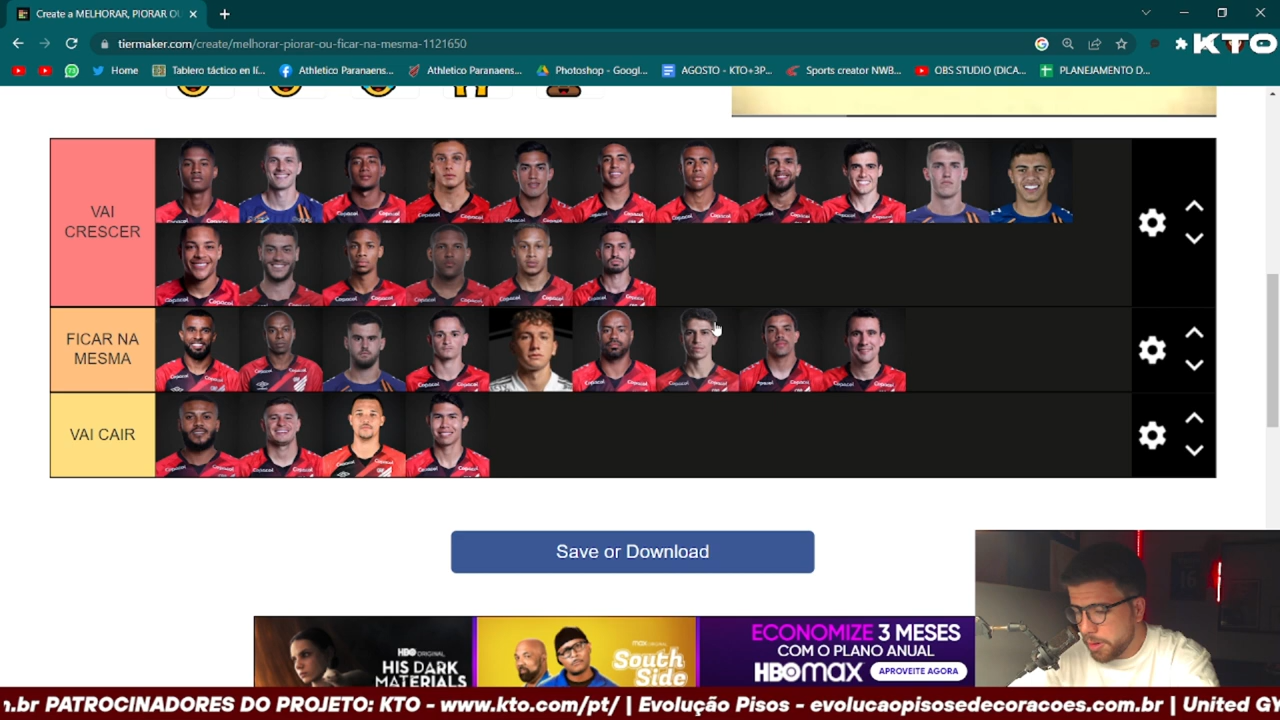 Create a MELHORAR, PIORAR OU
tiermaker.com/create/melhorar-piorar-ou-ficar-na-mesma-1121650
KTO
Home
Tablero táctico en lí...
Athletico Paranaens...
Athletico Paranaens...
Photoshop - Googl...
AGOSTO - KTO+3P...
Sports creator NWB...
OBS STUDIO (DICA...
PLANEJAMENTO D...
VAI
CRESCER
FICAR NA
MESMA
VAI CAIR
Save or Download
HBO ORIGINAL
HIS DARK
MATERIALS
max ORIGINAL
South
Side
ECONOMIZE 3 MESES
COM O PLANO ANUAL
HBOMAX
APROVEITE AGORA
n.br PATROCINADORES DO PROJETO: KTO - www.kto.com/pt/ | Evolução Pisos - evolucaopisosedecoracoes.com.br | United GY